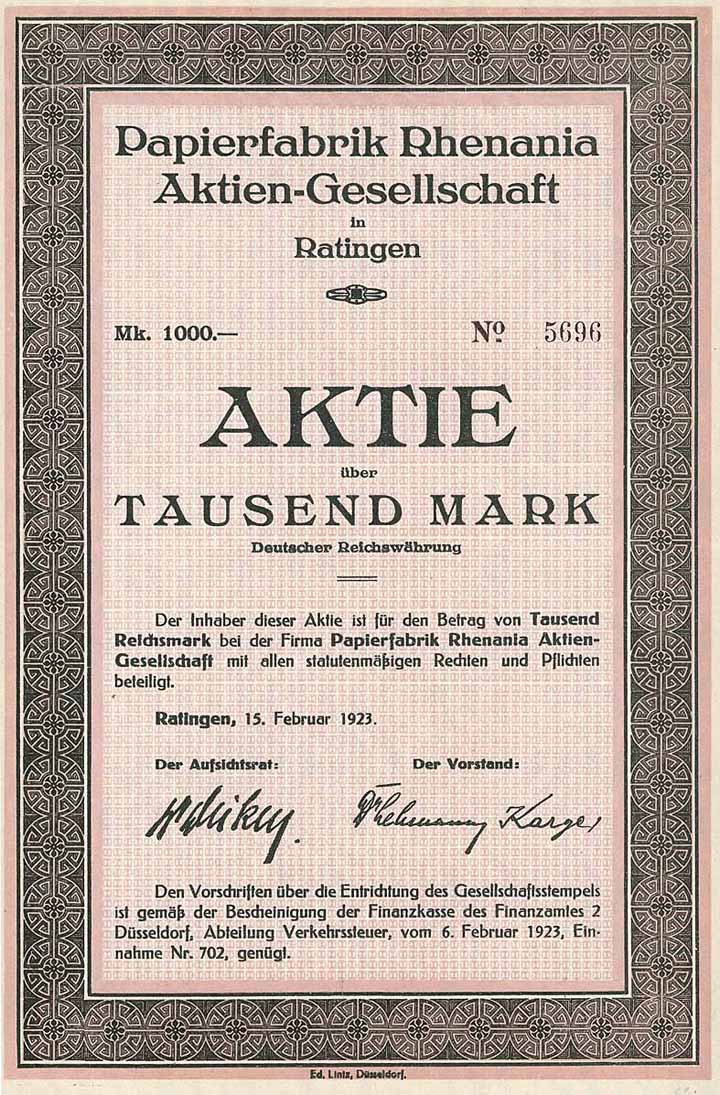 Papierfabrik Rhenania
Aktien-Gesellschaft
in
Ratingen
Mk. 1000.— Nº 5696
AKTIE
über
TAUSEND MARK
Deutscher Reichswährung
Der Inhaber dieser Aktie ist für den Betrag von Tausend
Reichsmark bei der Firma Papierfabrik Rhenania Aktien-
Gesellschaft mit allen statutenmäßigen Rechten und Pflichten
beteiligt.
Ratingen, 15. Februar 1923.
Der Aufsichtsrat: Der Vorstand:
Karger
Den Vorschriften über die Entrichtung des Gesellschaftsstempels
ist gemäß der Bescheinigung der Finanzkasse des Finanzamtes 2
Düsseldorf, Abteilung Verkehrssteuer, vom 6. Februar 1923, Ein-
nahme Nr. 702, genügt.
Ed. Lintz, Düsseldorf.